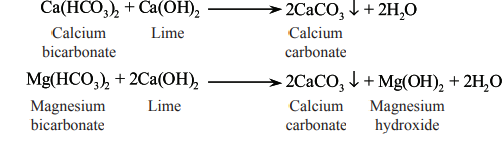 Ca(HCO₃)₂ + Ca(OH)₂ ⟶ 2CaCO₃ ↓ + 2H₂O
Calcium Lime Calcium
bicarbonate carbonate
Mg(HCO₃)₂ + 2Ca(OH)₂ ⟶ 2CaCO₃ ↓ + Mg(OH)₂ + 2H₂O
Magnesium Lime Calcium Magnesium
bicarbonate carbonate hydroxide